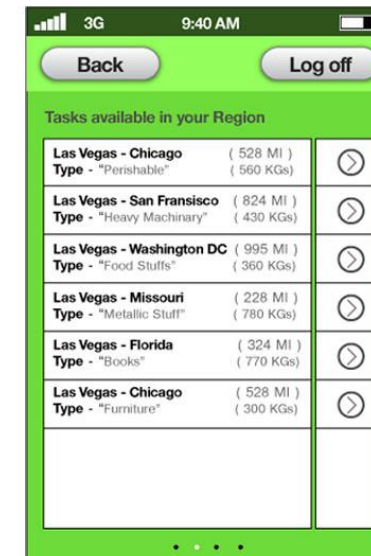 3G 9:40 AM
Back Log off
Tasks available in your Region
Las Vegas - Chicago ( 528 MI )
Type - "Perishable" ( 560 KGs)
Las Vegas - San Fransisco ( 824 MI )
Type - "Heavy Machinary" ( 430 KGs)
Las Vegas - Washington DC ( 995 MI )
Type - "Food Stuffs" ( 360 KGs)
Las Vegas - Missouri ( 228 MI )
Type - "Metallic Stuff" ( 780 KGs)
Las Vegas - Florida ( 324 MI )
Type - "Books" ( 770 KGs)
Las Vegas - Chicago ( 528 MI )
Type - "Furniture" ( 300 KGs)